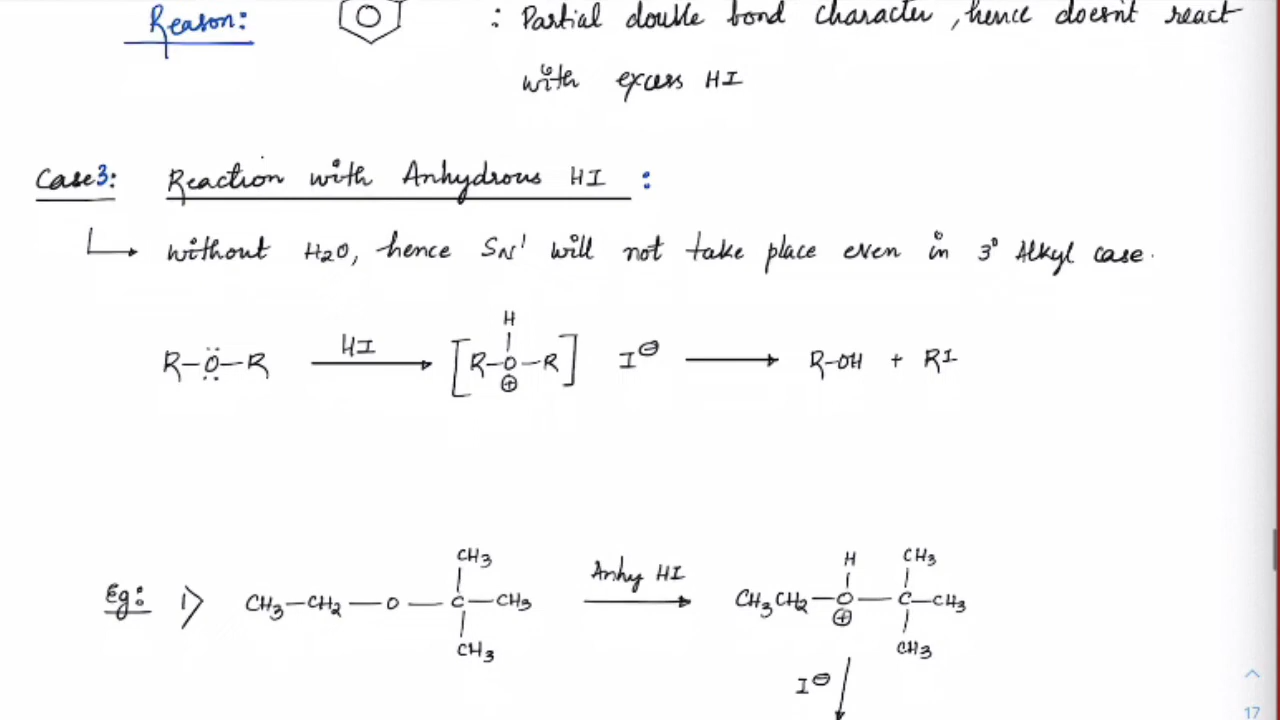 Reason: : Partial double bond character, hence doesn't react
with excess HI
Case3: Reaction with Anhydrous HI :
without H2O, hence SN1 will not take place even in 3° Alkyl case.
R-Ö-R HI [R-O-R] I⊖ R-OH + RI
H
⊕
CH3 H CH3
Eg: 1> CH3-CH2-O-C-CH3 Anhy HI CH3CH2-O-C-CH3
⊕
CH3 CH3
I⊖
17